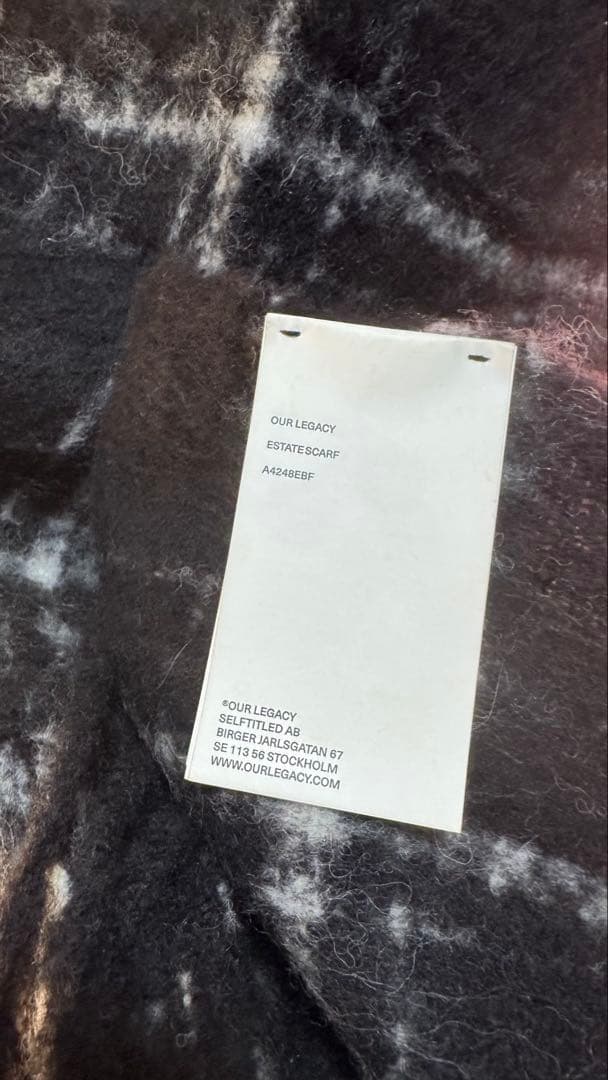 OUR LEGACY
ESTATE SCARF
A4248EBF
®OUR LEGACY
SELFTITLED AB
BIRGER JARLSGATAN 67
SE 113 56 STOCKHOLM
WWW.OURLEGACY.COM